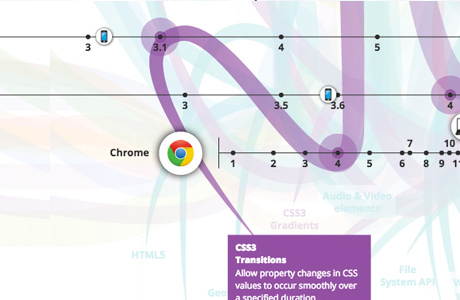 3 3.1 4 5
3 3.5 3.6 4
Chrome
7 10
1 2 3 4 5 6 8 9 11
Audio & Video
elements
CSS3
Gradients
HTML5
File
System API
CSS3
Transitions
Allow property changes in CSS
values to occur smoothly over
a specified duration